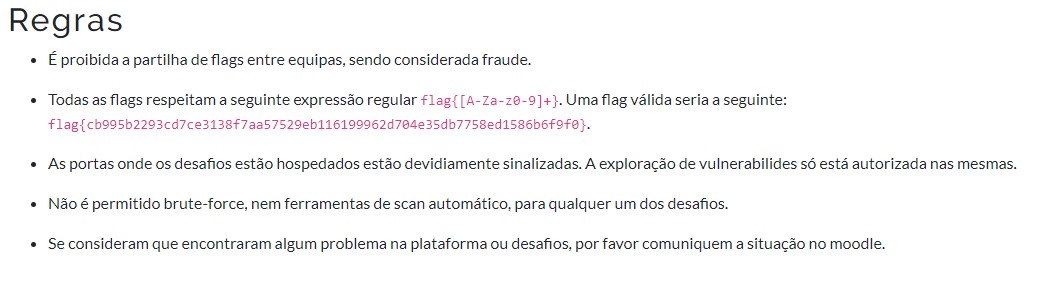 Regras
• É proibida a partilha de flags entre equipas, sendo considerada fraude.
• Todas as flags respeitam a seguinte expressão regular flag{[A-Za-z0-9]+}. Uma flag válida seria a seguinte:
flag{cb995b2293cd7ce3138f7aa57529eb116199962d704e35db7758ed1586b6f9f0}.
• As portas onde os desafios estão hospedados estão devidiamente sinalizadas. A exploração de vulnerabilides só está autorizada nas mesmas.
• Não é permitido brute-force, nem ferramentas de scan automático, para qualquer um dos desafios.
• Se consideram que encontraram algum problema na plataforma ou desafios, por favor comuniquem a situação no moodle.